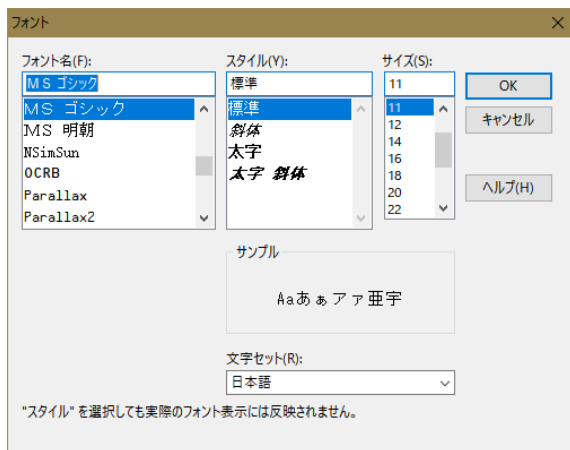 フォント
フォント名(F):
MS ゴシック
MS ゴシック
MS 明朝
NSimSun
OCRB
Parallax
Parallax2
スタイル(Y):
標準
標準
斜体
太字
太字 斜体
サイズ(S):
11
11
12
14
16
18
20
22
OK
キャンセル
ヘルプ(H)
サンプル
Aaあぁアァ亜宇
文字セット(R):
日本語
"スタイル" を選択しても実際のフォント表示には反映されません。